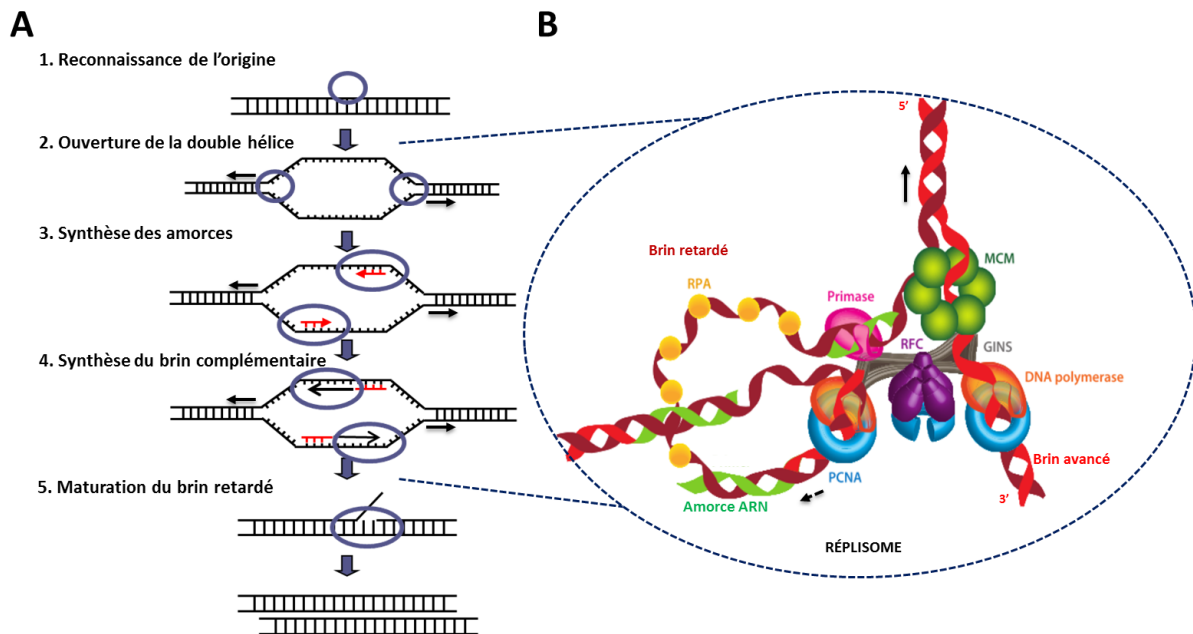 A
1. Reconnaissance de l'origine
2. Ouverture de la double hélice
3. Synthèse des amorces
4. Synthèse du brin complémentaire
5. Maturation du brin retardé
B
5'
Brin retardé
MCM
RPA
Primase
RFC
GINS
DNA polymerase
Brin avancé
PCNA
3'
Amorce ARN
RÉPLISOME